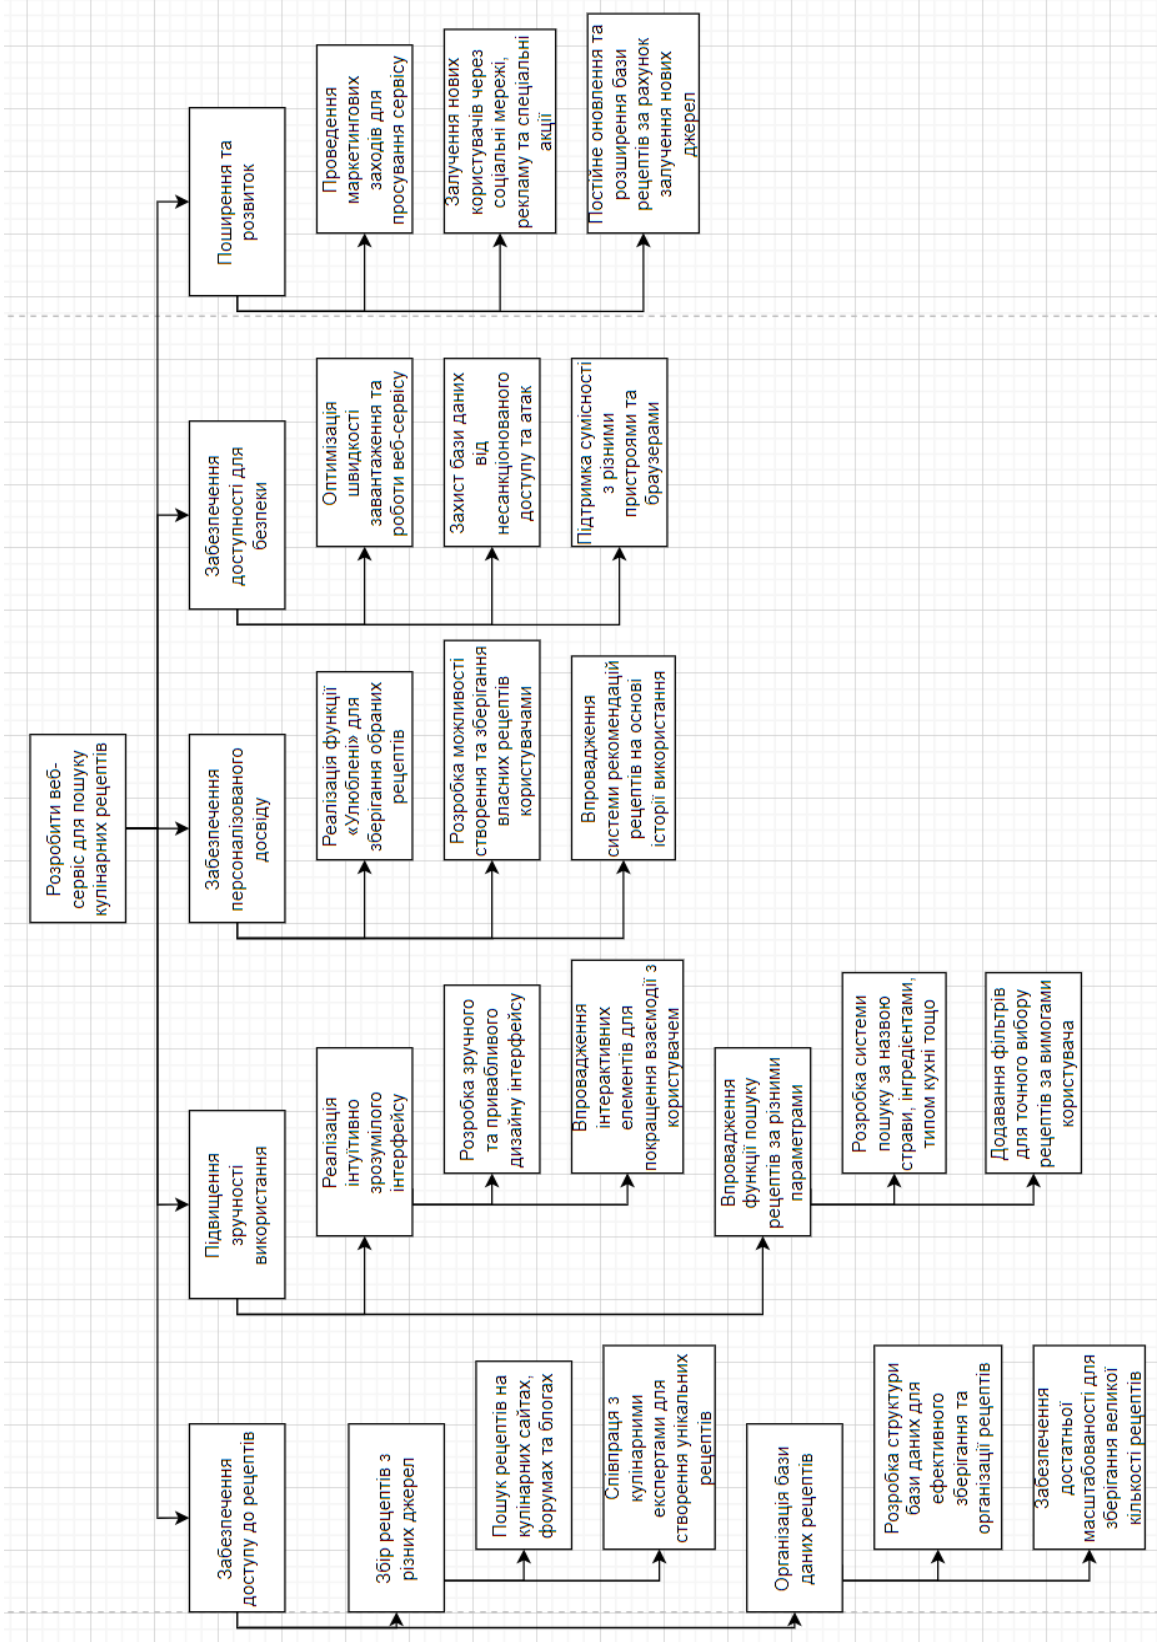 Розробити веб-
сервіс для пошуку
кулінарних рецептів
Забезпечення
доступу до рецептів
Збір рецептів з
різних джерел
Пошук рецептів на
кулінарних сайтах,
форумах та блогах
Співпраця з
кулінарними
експертами для
створення унікальних
рецептів
Організація бази
даних рецептів
Розробка структури
бази даних для
ефективного
зберігання та
організації рецептів
Забезпечення
достатньої
масштабованості для
зберігання великої
кількості рецептів
Підвищення
зручності
використання
Реалізація
інтуїтивно
зрозумілого
інтерфейсу
Розробка зручного
та привабливого
дизайну інтерфейсу
Впровадження
інтерактивних
елементів для
покращення взаємодії з
користувачем
Впровадження
функції пошуку
рецептів за різними
параметрами
Розробка системи
пошуку за назвою
страви, інгредієнтами,
типом кухні тощо
Додавання фільтрів
для точного вибору
рецептів за вимогами
користувача
Забезпечення
персоналізованого
досвіду
Реалізація функції
«Улюблені» для
зберігання обраних
рецептів
Розробка можливості
створення та зберігання
власних рецептів
користувачами
Впровадження
системи рекомендацій
рецептів на основі
історії використання
Забезпечення
доступності для
безпеки
Оптимізація
швидкості
завантаження та
роботи веб-сервісу
Захист бази даних
від
несанкціонованого
доступу та атак
Підтримка сумісності
з різними
пристроями та
браузерами
Поширення та
розвиток
Проведення
маркетингових
заходів для
просування сервісу
Залучення нових
користувачів через
соціальні мережі,
рекламу та спеціальні
акції
Постійне оновлення та
розширення бази
рецептів за рахунок
залучення нових
джерел